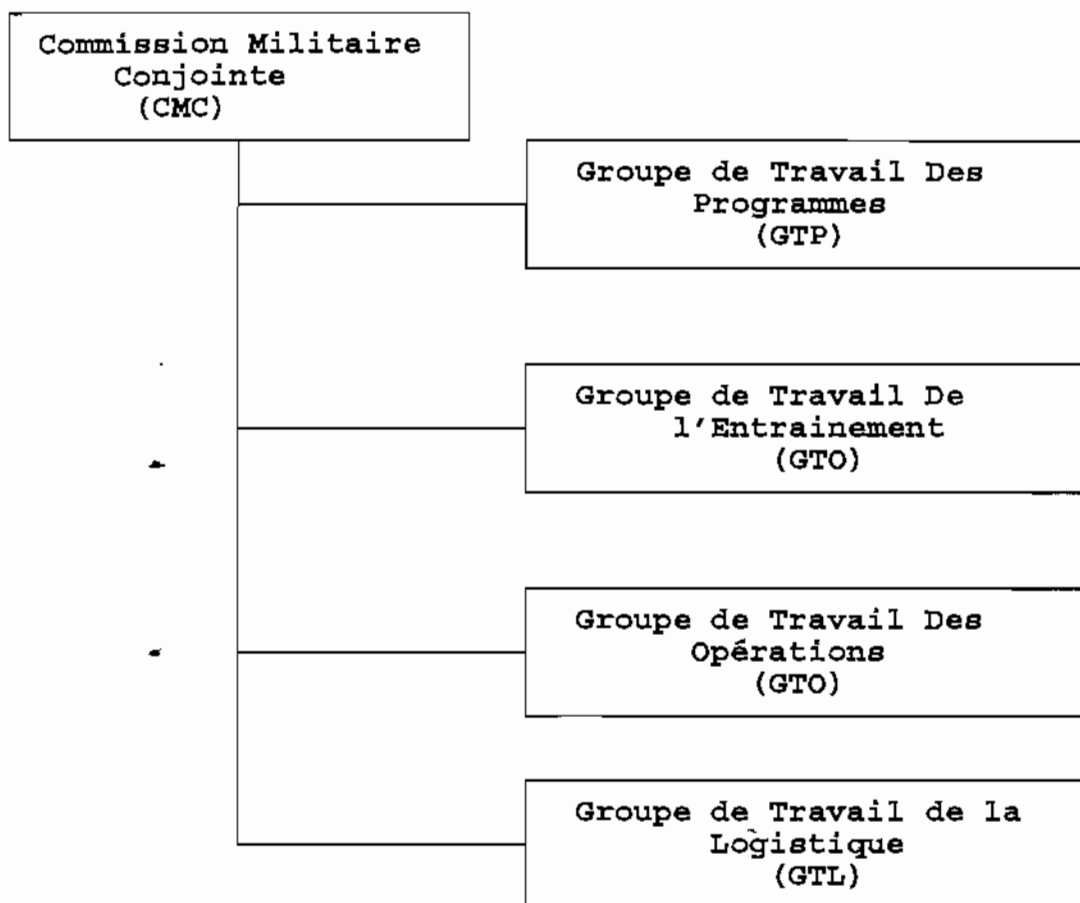 Commission Militaire
Conjointe
(CMC)
Groupe de Travail Des
Programmes
(GTP)
Groupe de Travail De
l'Entrainement
(GTO)
Groupe de Travail Des
Opérations
(GTO)
Groupe de Travail de la
Logistique
(GTL)